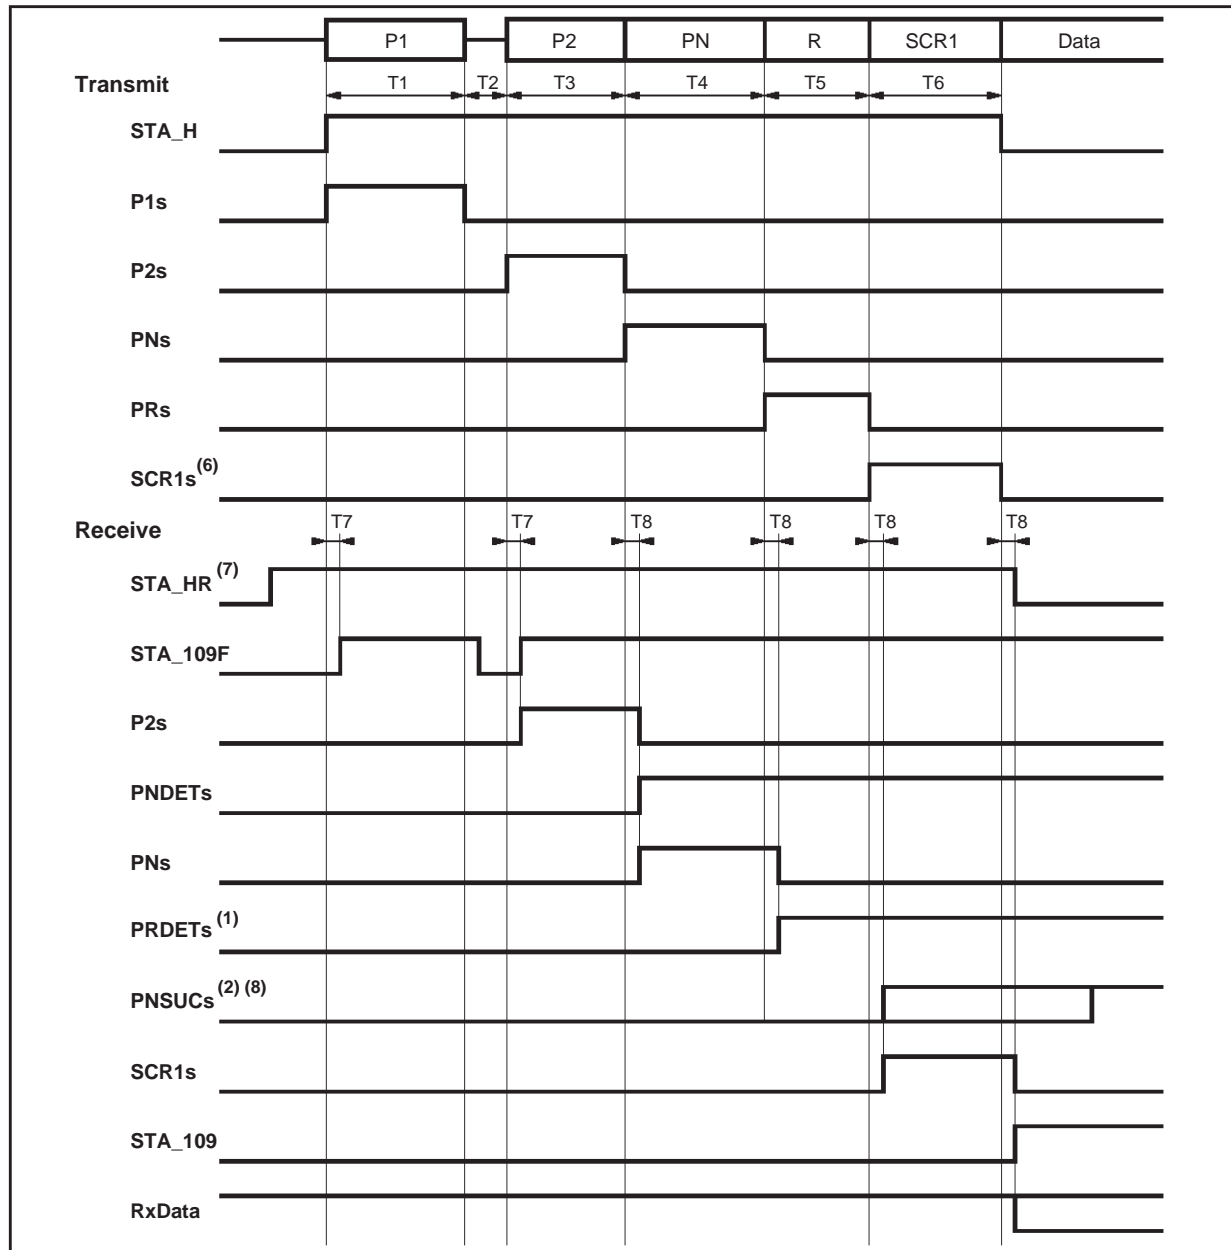 P1 P2 PN R SCR1 Data
Transmit T1 T2 T3 T4 T5 T6
STA_H
P1s
P2s
PNs
PRs
SCR1s(6)
Receive T7 T7 T8 T8 T8 T8
STA_HR(7)
STA_109F
P2s
PNDETs
PNs
PRDETs(1)
PNSUCs(2) (8)
SCR1s
STA_109
RxData